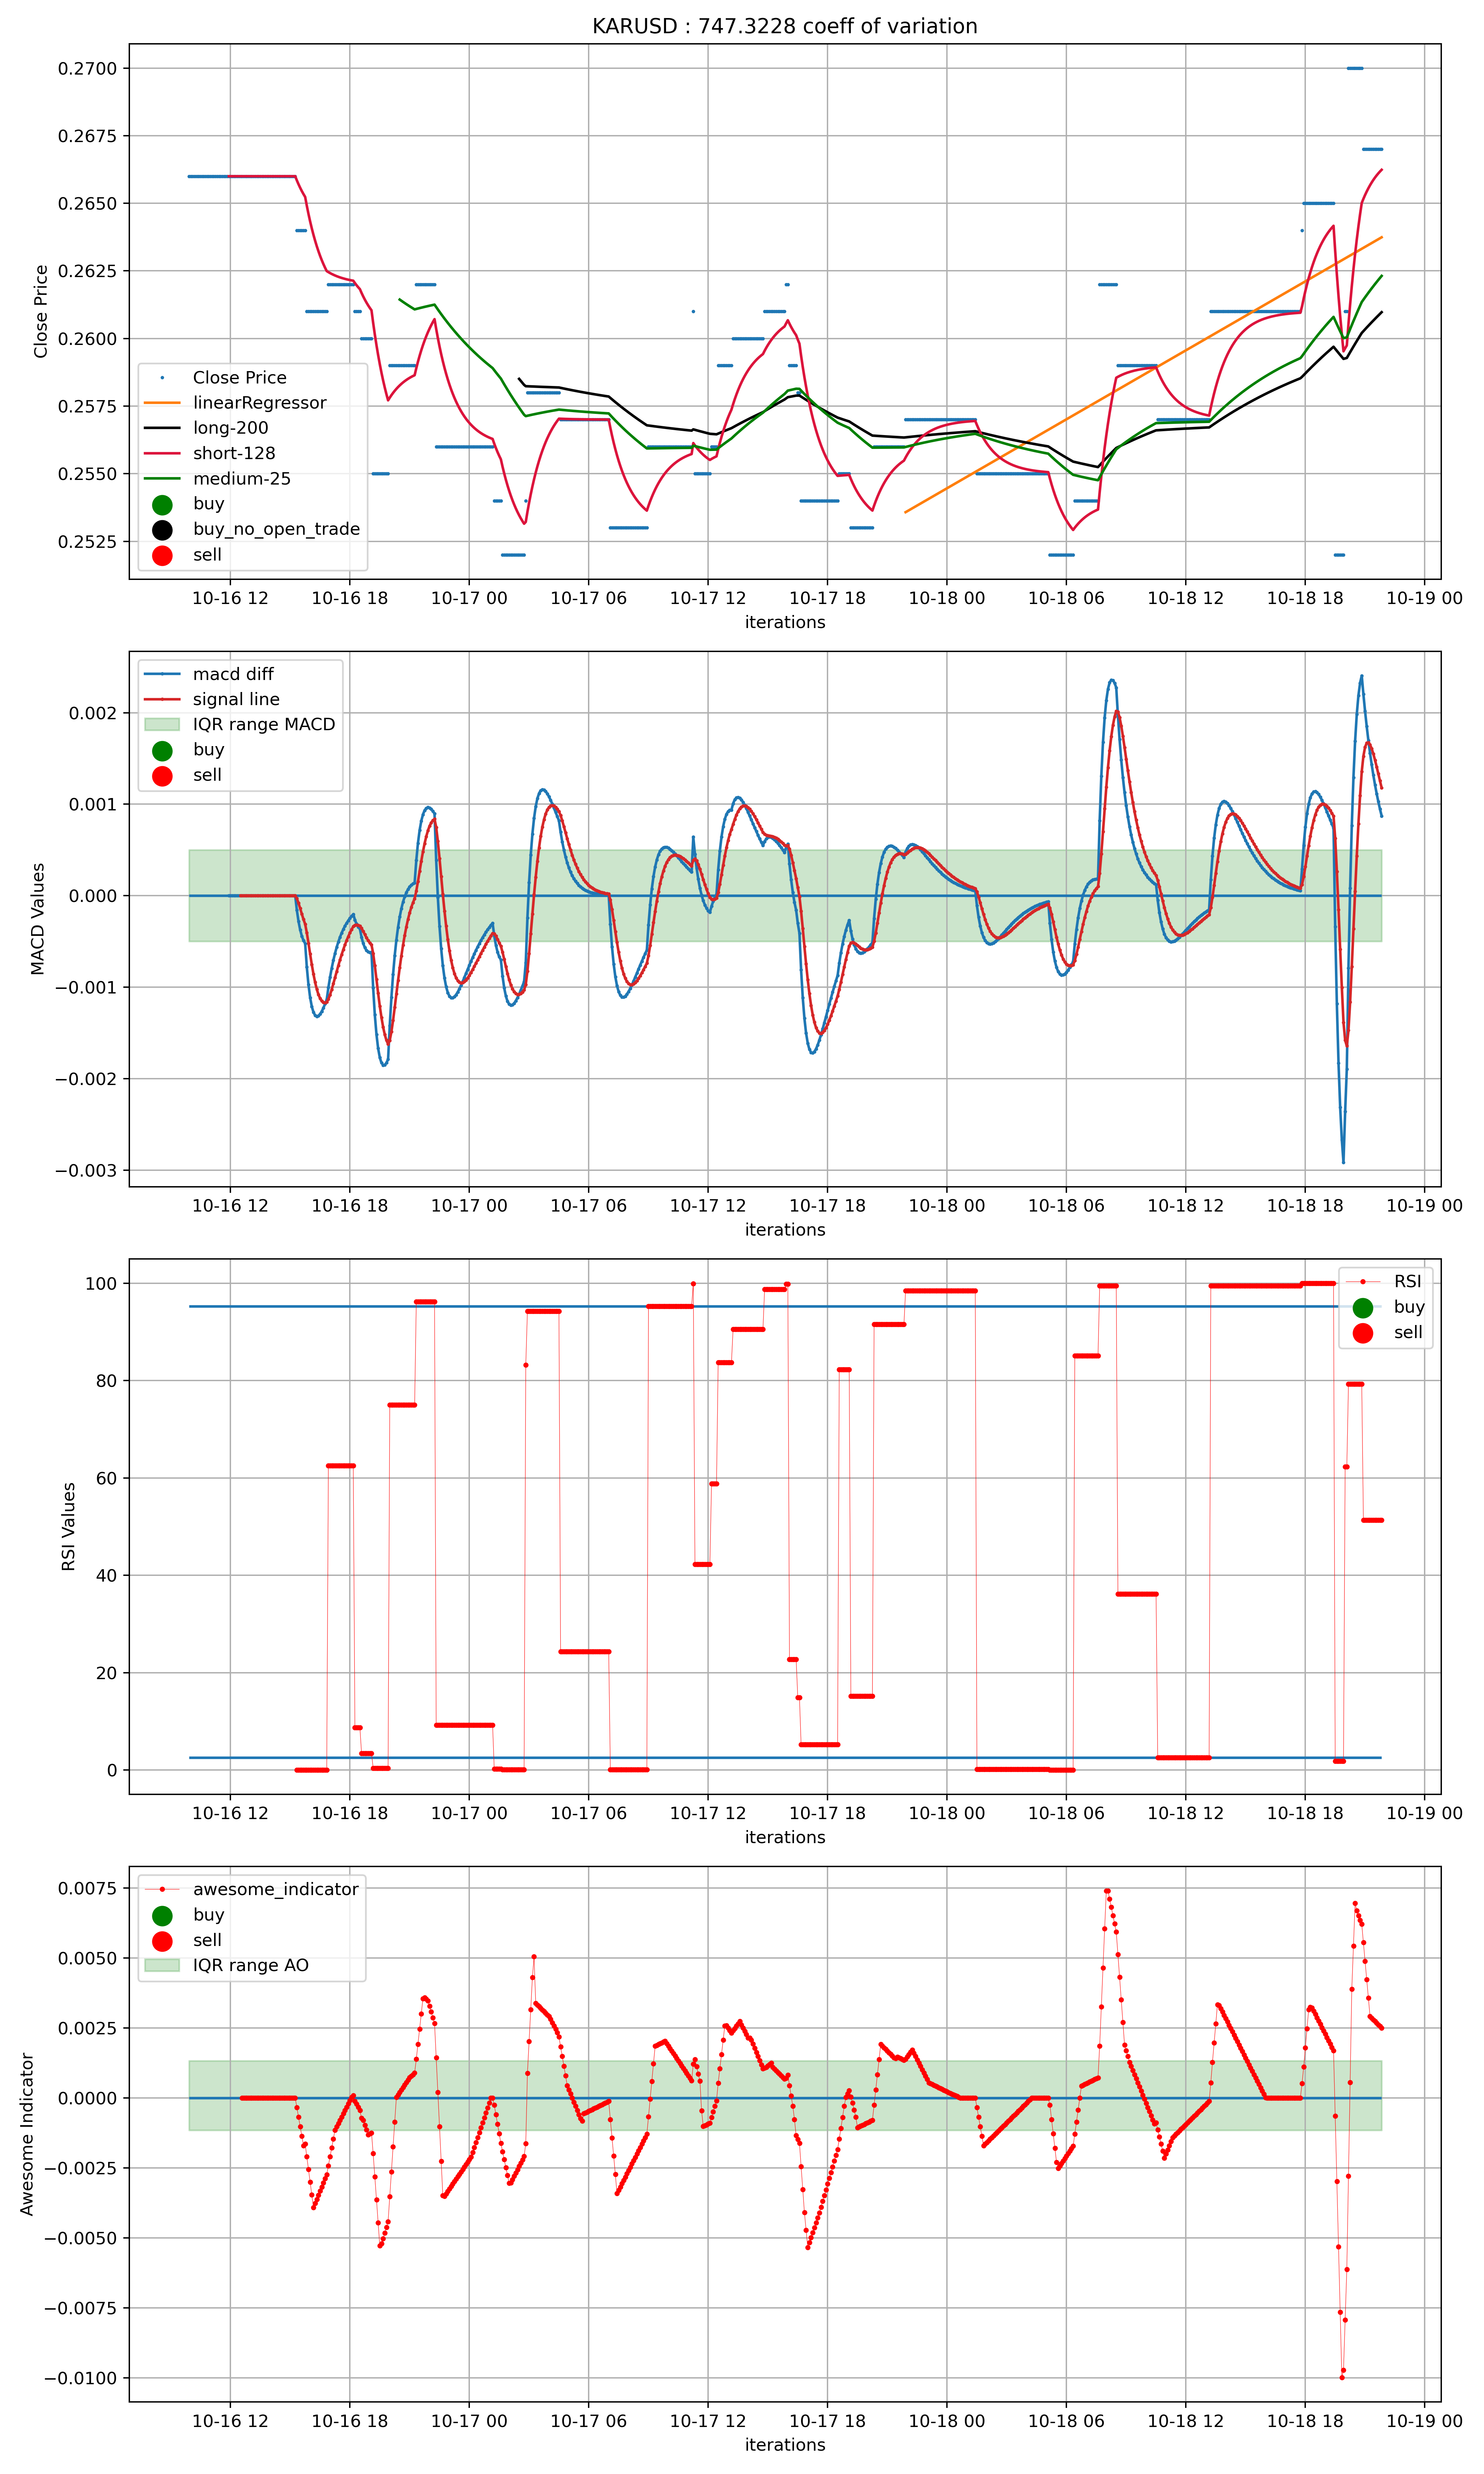 KARUSD : 747.3228 coeff of variation
0.2700
0.2675
0.2650
0.2625
0.2600
0.2575
0.2550
0.2525
Close Price
Close Price
linearRegressor
long-200
short-128
medium-25
buy
buy_no_open_trade
sell
10-16 12 10-16 18 10-17 00 10-17 06 10-17 12 10-17 18 10-18 00 10-18 06 10-18 12 10-18 18 10-19 00
iterations
macd diff
signal line
IQR range MACD
buy
sell
0.002
0.001
0.000
−0.001
−0.002
−0.003
MACD Values
10-16 12 10-16 18 10-17 00 10-17 06 10-17 12 10-17 18 10-18 00 10-18 06 10-18 12 10-18 18 10-19 00
iterations
RSI
buy
sell
100
80
60
40
20
0
RSI Values
10-16 12 10-16 18 10-17 00 10-17 06 10-17 12 10-17 18 10-18 00 10-18 06 10-18 12 10-18 18 10-19 00
iterations
awesome_indicator
buy
sell
IQR range AO
0.0075
0.0050
0.0025
0.0000
−0.0025
−0.0050
−0.0075
−0.0100
Awesome Indicator
10-16 12 10-16 18 10-17 00 10-17 06 10-17 12 10-17 18 10-18 00 10-18 06 10-18 12 10-18 18 10-19 00
iterations